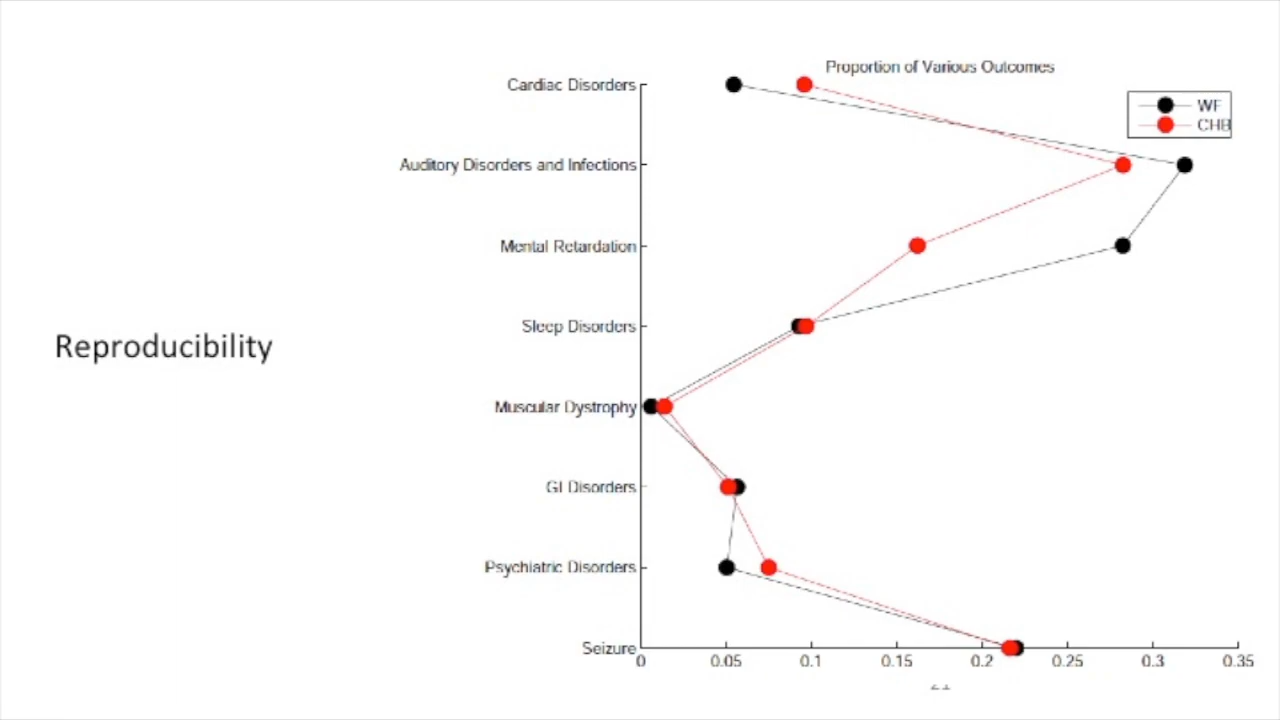 Proportion of Various Outcomes
Cardiac Disorders
WF
CHB
Auditory Disorders and Infections
Mental Retardation
Sleep Disorders
Reproducibility
Muscular Dystrophy
GI Disorders
Psychiatric Disorders
Seizure
0 0.05 0.1 0.15 0.2 0.25 0.3 0.35